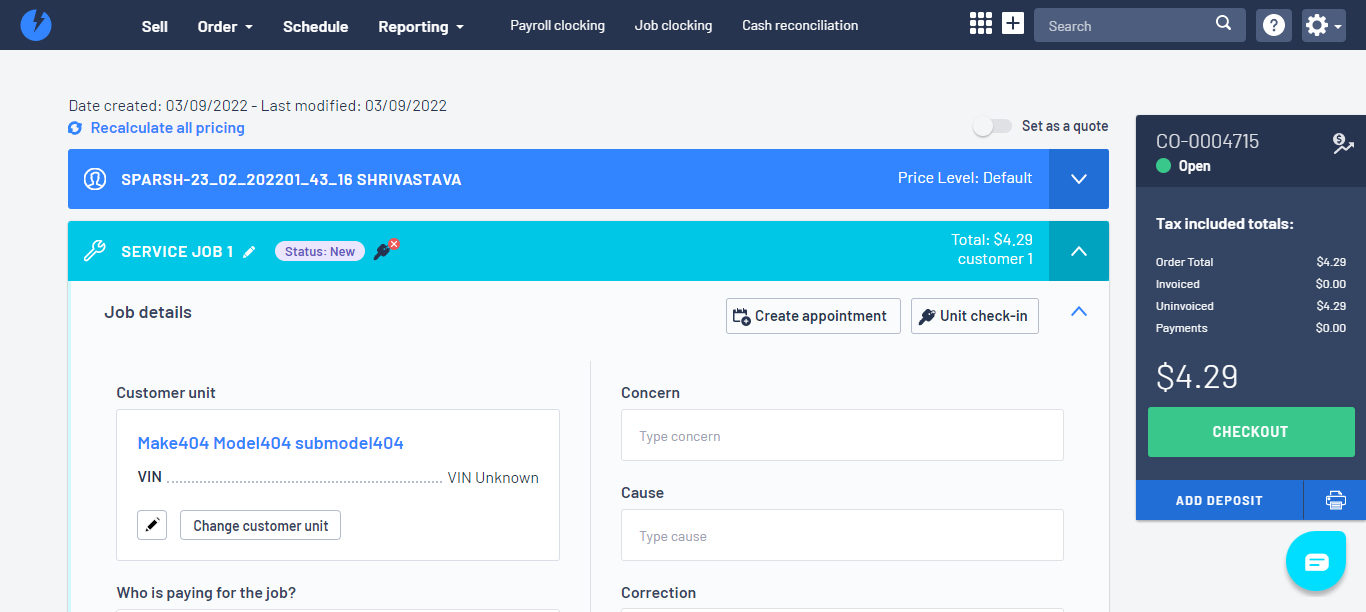 Sell Order Schedule Reporting Payroll clocking Job clocking Cash reconciliation Search
Date created: 03/09/2022 - Last modified: 03/09/2022
Recalculate all pricing
Set as a quote
SPARSH-23_02_202201_43_16 SHRIVASTAVA
Price Level: Default
SERVICE JOB 1
Status: New
Total: $4.29
customer 1
Job details
Create appointment
Unit check-in
Customer unit
Make404 Model404 submodel404
VIN VIN Unknown
Change customer unit
Who is paying for the job?
Concern
Type concern
Cause
Type cause
Correction
CO-0004715
Open
Tax included totals:
Order Total $4.29
Invoiced $0.00
Uninvoiced $4.29
Payments $0.00
$4.29
CHECKOUT
ADD DEPOSIT